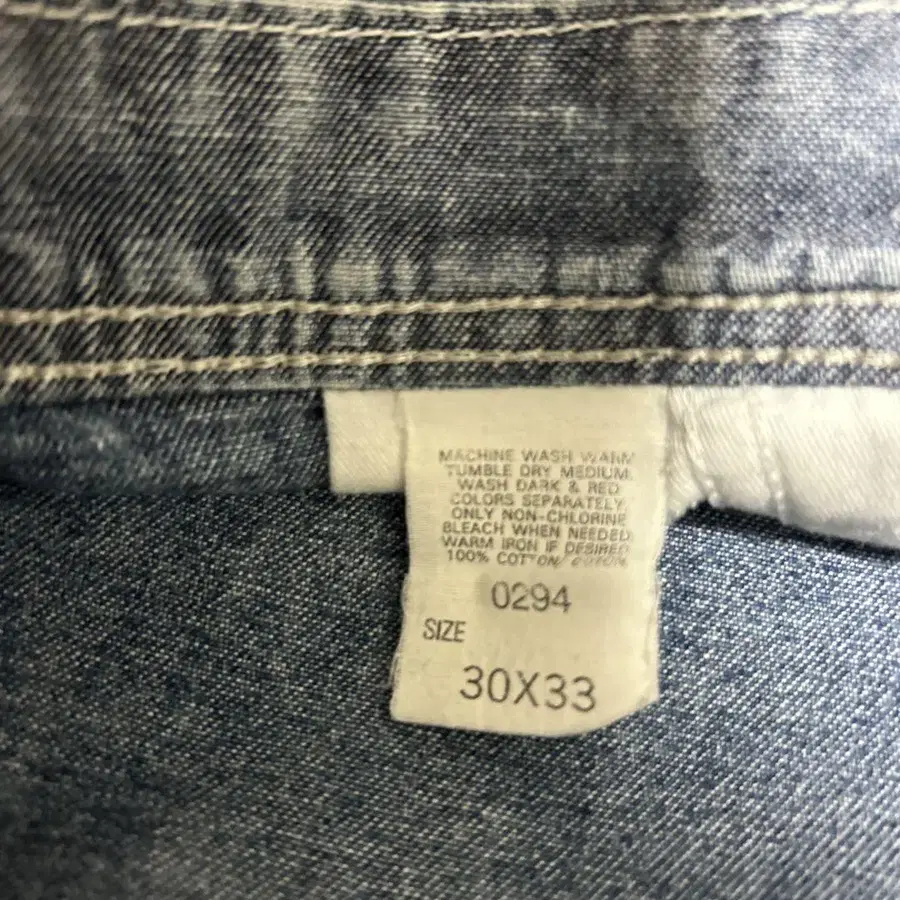 MACHINE WASH WARM
TUMBLE DRY MEDIUM.
WASH DARK & RED
COLORS SEPARATELY.
ONLY NON-CHLORINE
BLEACH WHEN NEEDED.
WARM IRON IF DESIRED
100% COTTON/COTON
0294
SIZE
30X33